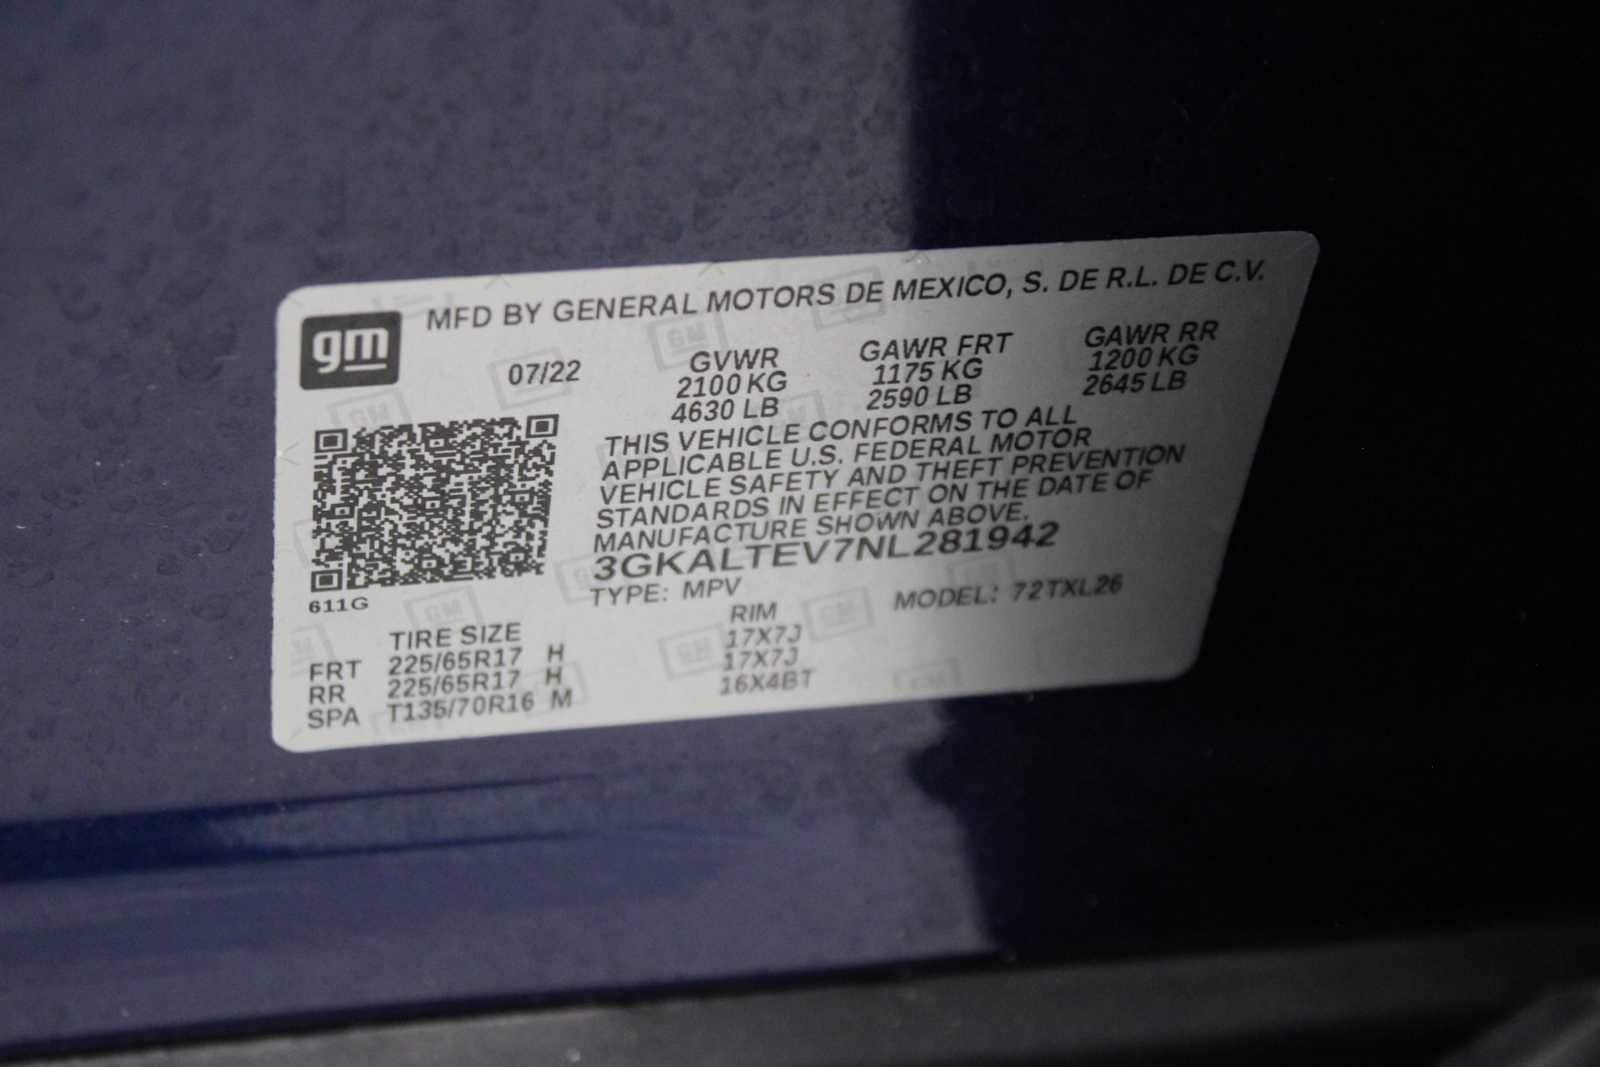 gm
MFD BY GENERAL MOTORS DE MEXICO, S. DE R.L. DE C.V.
07/22
GVWR
2100 KG
4630 LB
GAWR FRT
1175 KG
2590 LB
GAWR RR
1200 KG
2645 LB
THIS VEHICLE CONFORMS TO ALL
APPLICABLE U.S. FEDERAL MOTOR
VEHICLE SAFETY AND THEFT PREVENTION
STANDARDS IN EFFECT ON THE DATE OF
MANUFACTURE SHOWN ABOVE.
3GKALTEV7NL281942
TYPE: MPV
MODEL: 72TXL26
611G
TIRE SIZE RIM
FRT 225/65R17 H 17X7J
RR 225/65R17 H 17X7J
SPA T135/70R16 M 16X4BT